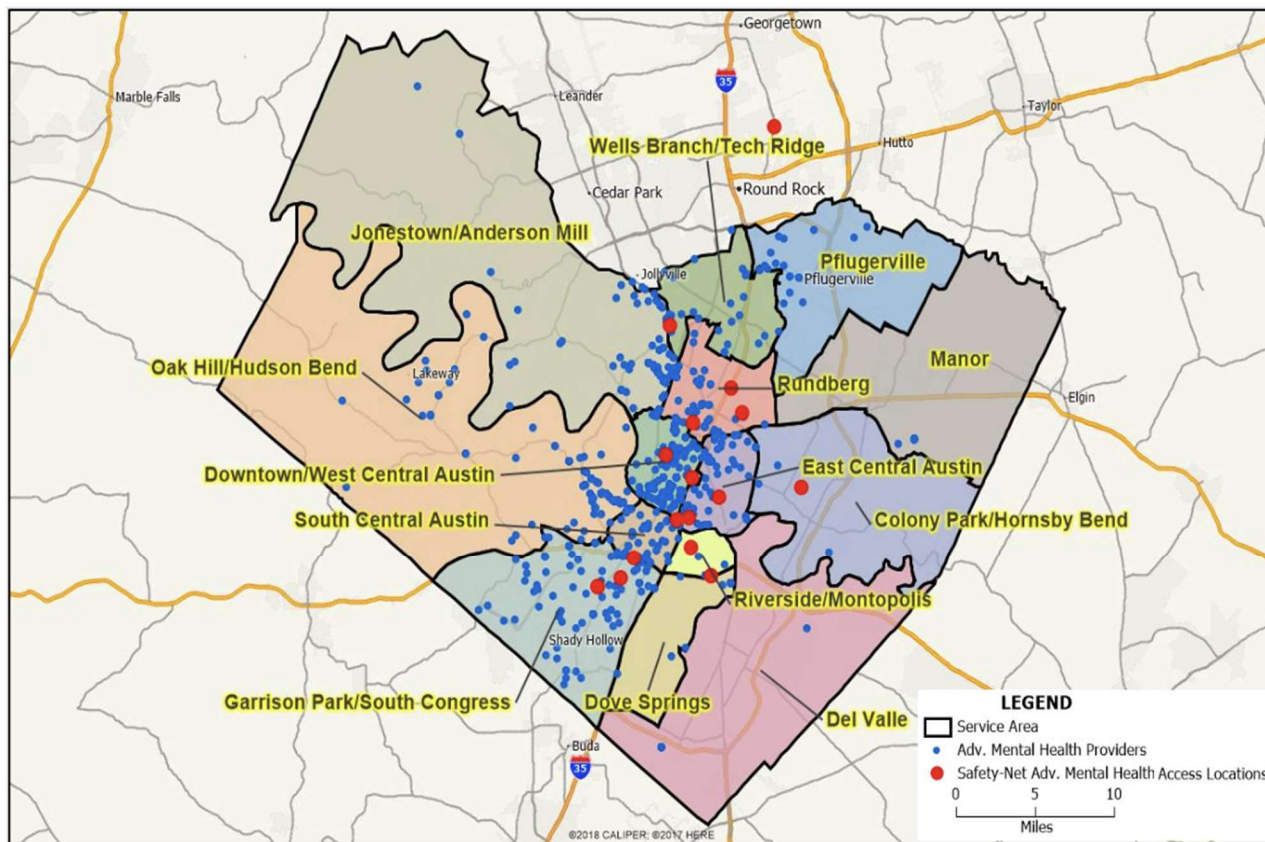 Georgetown
35
Marble Falls
Leander
Taylor
Wells Branch/Tech Ridge
Hutto
Cedar Park
Round Rock
Jonestown/Anderson Mill
Pflugerville
Jollyville
Pflugerville
Manor
Oak Hill/Hudson Bend
Lakeway
Rundberg
Elgin
Downtown/West Central Austin
East Central Austin
South Central Austin
Colony Park/Hornsby Bend
Riverside/Montopolis
Shady Hollow
Garrison Park/South Congress
Dove Springs
Del Valle
Buda
35
LEGEND
Service Area
Adv. Mental Health Providers
Safety-Net Adv. Mental Health Access Locations
0 5 10
Miles
©2018 CALIPER; ©2017 HERE